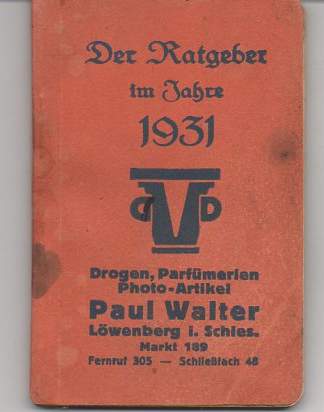 Der Ratgeber
im Jahre
1931
G D
Drogen, Parfümerien
Photo-Artikel
Paul Walter
Löwenberg i. Schles.
Markt 189
Fernruf 305 — Schließfach 48